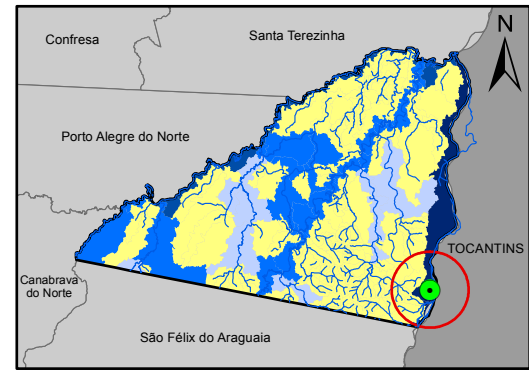 Confresa
Santa Terezinha
N
Porto Alegre do Norte
TOCANTINS
Canabrava
do Norte
São Félix do Araguaia